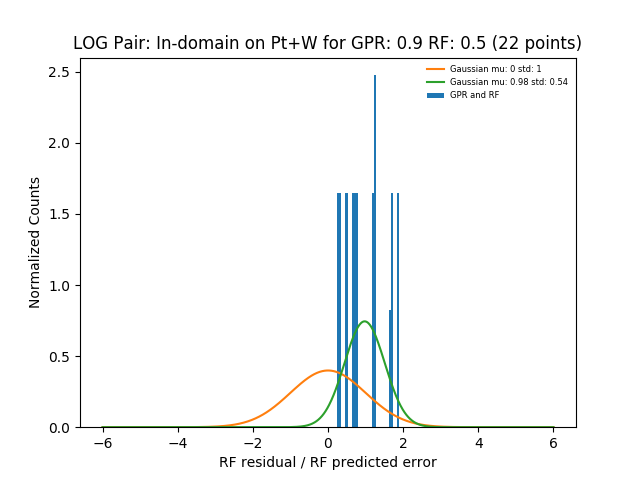 LOG Pair: In-domain on Pt+W for GPR: 0.9 RF: 0.5 (22 points)
Gaussian mu: 0 std: 1
Gaussian mu: 0.98 std: 0.54
GPR and RF
Normalized Counts
2.5
2.0
1.5
1.0
0.5
0.0
−6 −4 −2 0 2 4 6
RF residual / RF predicted error